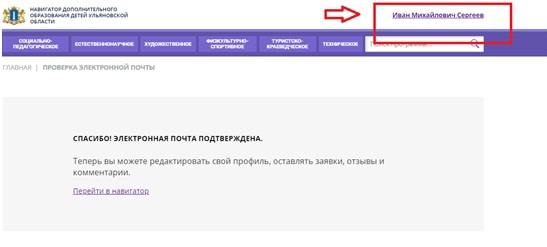 НАВИГАТОР ДОПОЛНИТЕЛЬНОГО
ОБРАЗОВАНИЯ ДЕТЕЙ УЛЬЯНОВСКОЙ
ОБЛАСТИ
Иван Михайлович Сергеев
СОЦИАЛЬНО-
ПЕДАГОГИЧЕСКОЕ
ЕСТЕСТВЕННОНАУЧНОЕ
ХУДОЖЕСТВЕННОЕ
ФИЗКУЛЬТУРНО-
СПОРТИВНОЕ
ТУРИСТСКО-
КРАЕВЕДЧЕСКОЕ
ТЕХНИЧЕСКОЕ
Поиск программы...
ГЛАВНАЯ | ПРОВЕРКА ЭЛЕКТРОННОЙ ПОЧТЫ
СПАСИБО! ЭЛЕКТРОННАЯ ПОЧТА ПОДТВЕРЖДЕНА.
Теперь вы можете редактировать свой профиль, оставлять заявки, отзывы и
комментарии.
Перейти в навигатор